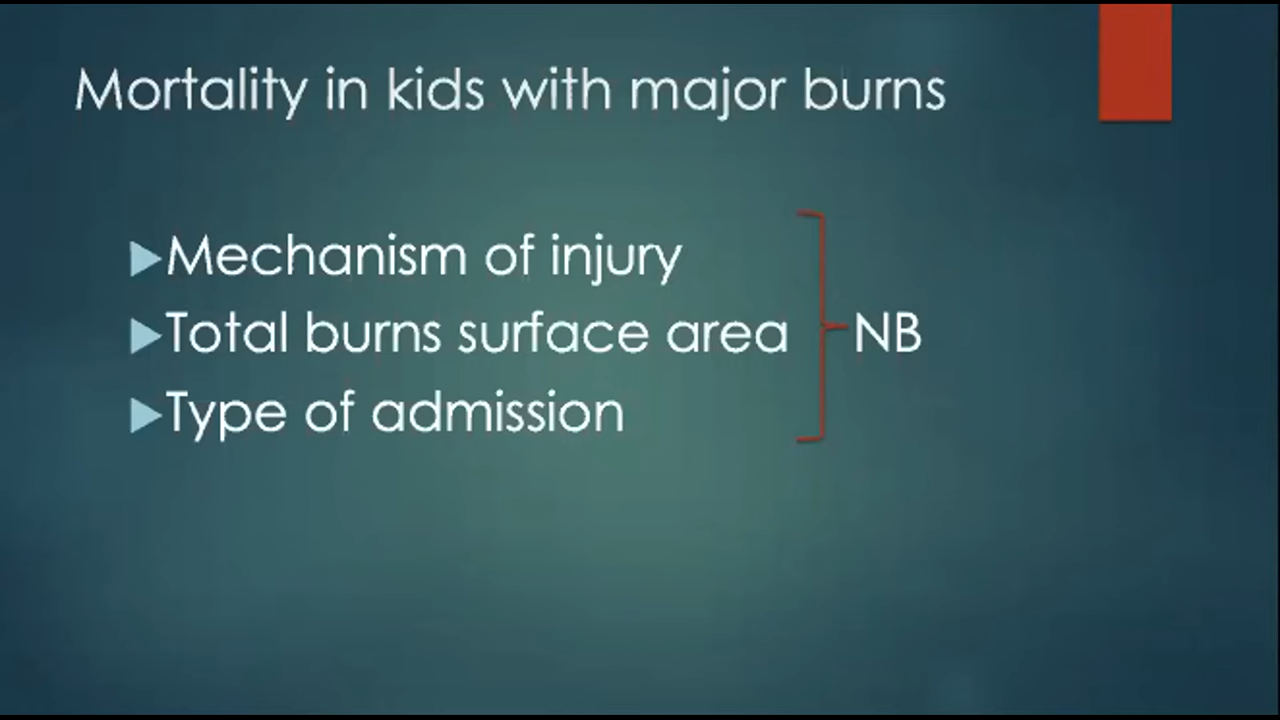 Mortality in kids with major burns
Mechanism of injury
Total burns surface area
NB
Type of admission